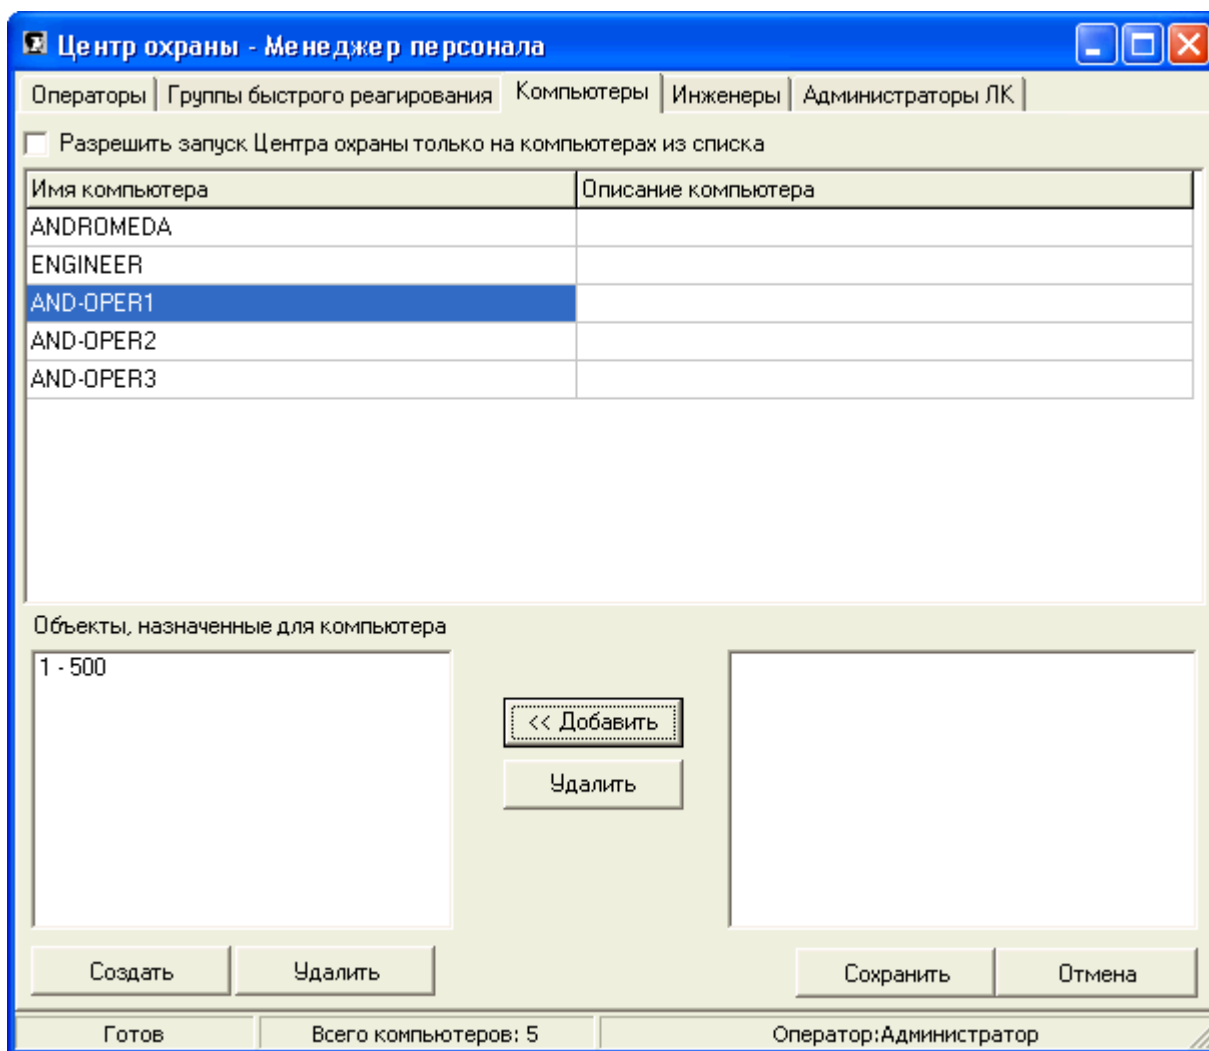 Центр охраны - Менеджер персонала
Операторы Группы быстрого реагирования Компьютеры Инженеры Администраторы ЛК
Разрешить запуск Центра охраны только на компьютерах из списка
Имя компьютера Описание компьютера
ANDROMEDA
ENGINEER
AND-OPER1
AND-OPER2
AND-OPER3
Объекты, назначенные для компьютера
1 - 500
<< Добавить
Удалить
Создать Удалить Сохранить Отмена
Готов Всего компьютеров: 5 Оператор:Администратор